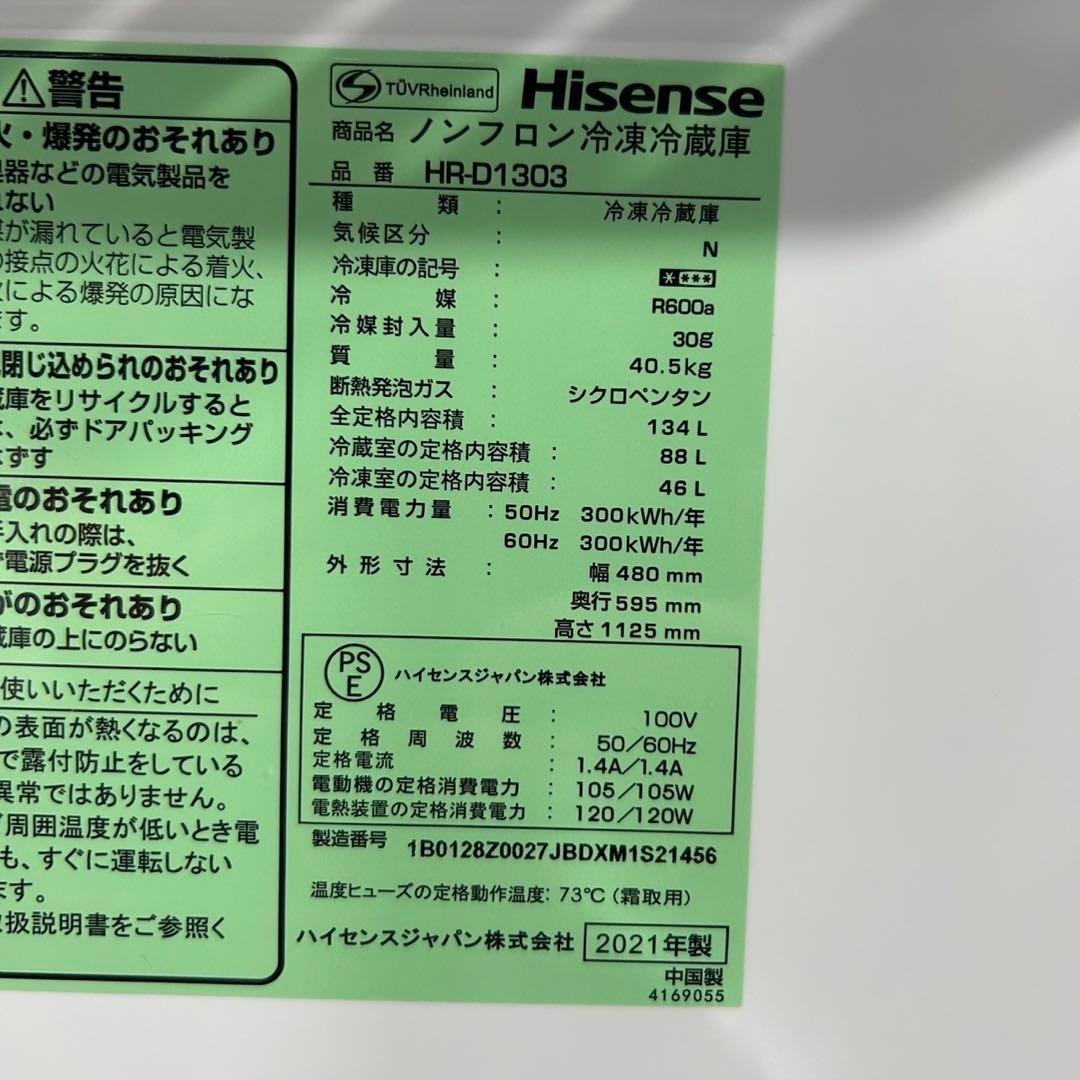 ⚠警告
火・爆発のおそれあり
器などの電気製品を
ない
が漏れていると電気製
の接点の火花による着火、
による爆発の原因にな
ます。
閉じ込められのおそれあり
蔵庫をリサイクルすると
は、必ずドアパッキング
はずす
電のおそれあり
手入れの際は、
電源プラグを抜く
がのおそれあり
蔵庫の上にのらない
使いいただくために
の表面が熱くなるのは、
で露付防止をしている
異常ではありません。
周囲温度が低いとき電
も、すぐに運転しない
ます。
取扱説明書をご参照く
TÜVRheinland Hisense
商品名 ノンフロン冷凍冷蔵庫
品番 HR-D1303
種類 : 冷凍冷蔵庫
気候区分 : N
冷凍庫の記号 : ****​*
冷媒 : R600a
冷媒封入量 : 30g
質量 : 40.5kg
断熱発泡ガス : シクロペンタン
全定格内容積 : 134 L
冷蔵室の定格内容積 : 88 L
冷凍室の定格内容積 : 46 L
消費電力量 : 50Hz 300kWh/年
60Hz 300kWh/年
外形寸法 : 幅 480 mm
奥行 595 mm
高さ 1125 mm
PSE ハイセンスジャパン株式会社
定格電圧 : 100V
定格周波数 : 50/60Hz
定格電流 : 1.4A/1.4A
電動機の定格消費電力 : 105/105W
電熱装置の定格消費電力 : 120/120W
製造番号 1B0128Z0027JBDXM1S21456
温度ヒューズの定格動作温度: 73℃(霜取用)
ハイセンスジャパン株式会社 2021年製
中国製
4169055